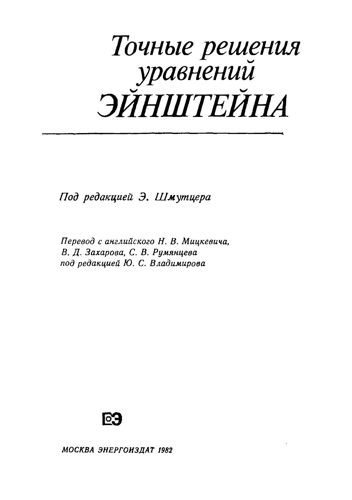 Точные решения
уравнений
ЭЙНШТЕЙНА
Под редакцией Э. Шмутцера
Перевод с английского Н. В. Мицкевича,
В. Д. Захарова, С. В. Румянцева
под редакцией Ю. С. Владимирова
МОСКВА ЭНЕРГОИЗДАТ 1982